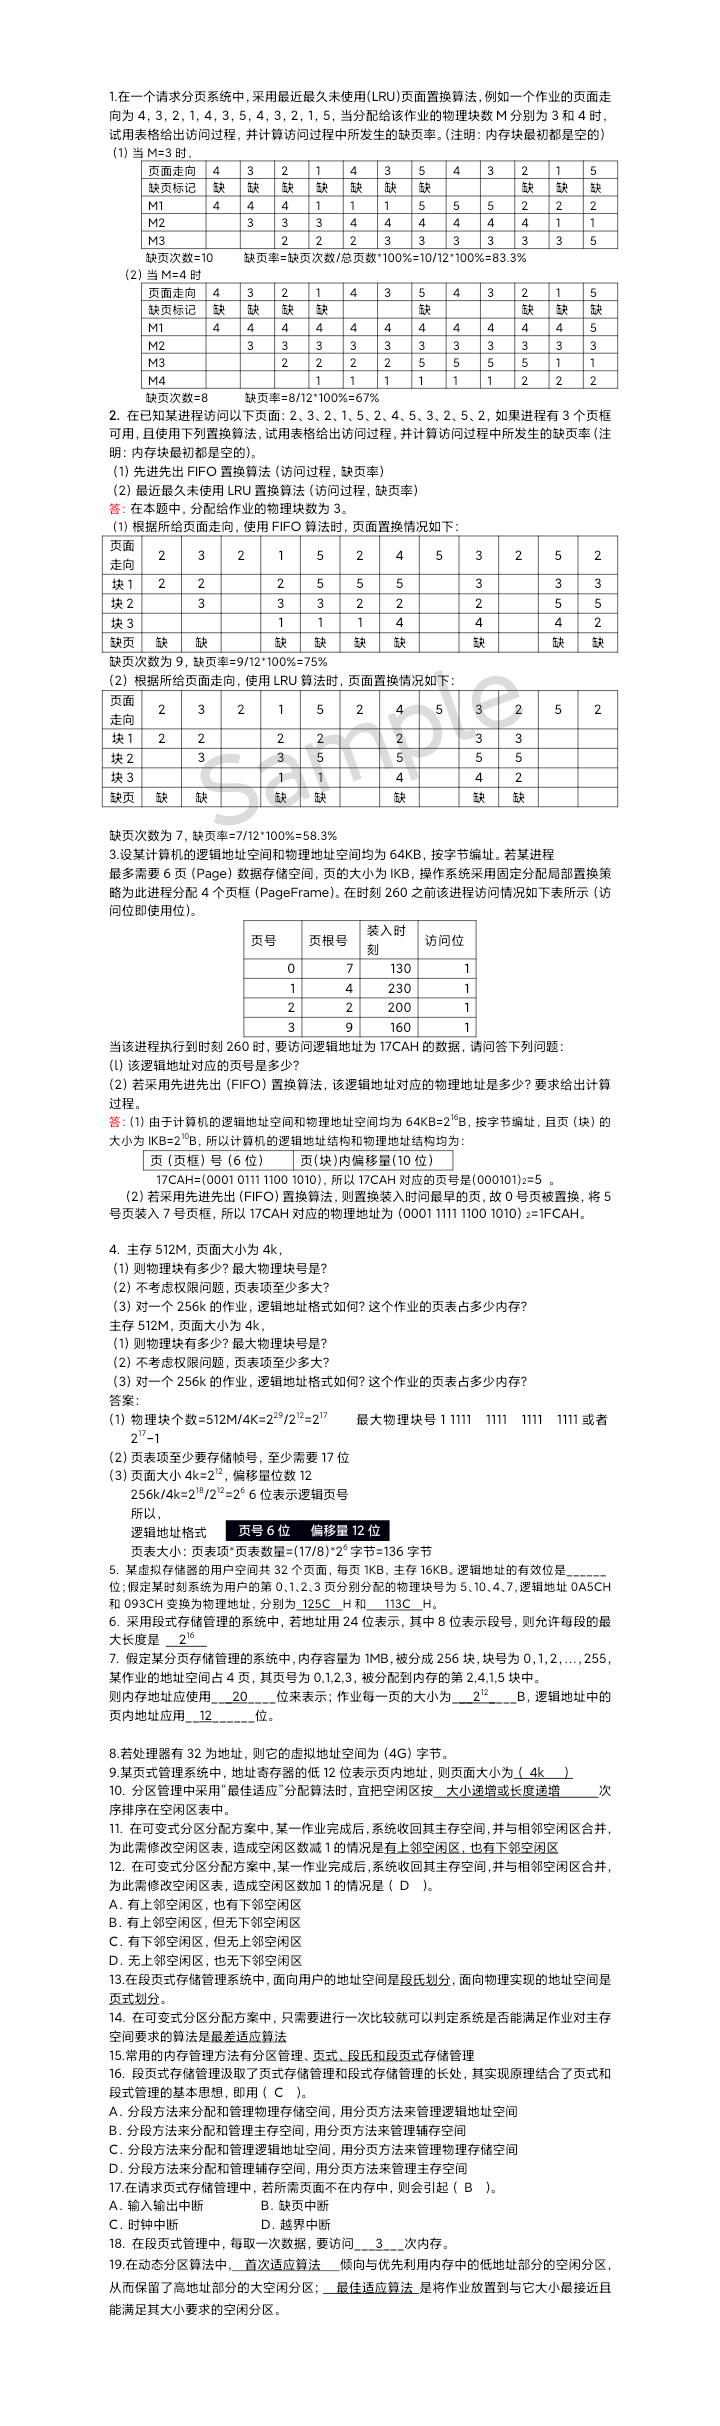 1.在一个请求分页系统中，采用最近最久未使用(LRU)页面置换算法，例如一个作业的页面走
向为 4，3，2，1，4，3，5，4，3，2，1，5，当分配给该作业的物理块数 M 分别为 3 和 4 时，
试用表格给出访问过程，并计算访问过程中所发生的缺页率。（注明：内存块最初都是空的）
（1）当 M=3 时，
页面走向 4 3 2 1 4 3 5 4 3 2 1 5
缺页标记 缺 缺 缺 缺 缺 缺 缺 缺 缺 缺
M1 4 4 4 1 1 1 5 5 5 2 2 2
M2 3 3 3 4 4 4 4 4 4 1 1
M3 2 2 2 3 3 3 3 3 3 5
缺页次数=10 缺页率=缺页次数/总页数*100%=10/12*100%=83.3%
（2）当 M=4 时
页面走向 4 3 2 1 4 3 5 4 3 2 1 5
缺页标记 缺 缺 缺 缺 缺 缺 缺 缺
M1 4 4 4 4 4 4 4 4 4 4 4 5
M2 3 3 3 3 3 3 3 3 3 3 3
M3 2 2 2 2 5 5 5 5 1 1
M4 1 1 1 1 1 1 2 2 2
缺页次数=8 缺页率=8/12*100%=67%
2. 在已知某进程访问以下页面：2、3、2、1、5、2、4、5、3、2、5、2，如果进程有 3 个页框
可用，且使用下列置换算法，试用表格给出访问过程，并计算访问过程中所发生的缺页率（注
明：内存块最初都是空的）。
（1）先进先出 FIFO 置换算法（访问过程，缺页率）
（2）最近最久未使用 LRU 置换算法（访问过程，缺页率）
答：在本题中，分配给作业的物理块数为 3。
（1）根据所给页面走向，使用 FIFO 算法时，页面置换情况如下：
页面走向 2 3 2 1 5 2 4 5 3 2 5 2
块 1 2 2 2 5 5 5 3 3 3
块 2 3 3 3 2 2 2 5 5
块 3 1 1 1 4 4 4 2
缺页 缺 缺 缺 缺 缺 缺 缺 缺 缺
缺页次数为 9，缺页率=9/12*100%=75%
（2）根据所给页面走向，使用 LRU 算法时，页面置换情况如下：
页面走向 2 3 2 1 5 2 4 5 3 2 5 2
块 1 2 2 2 2 2 3 3
块 2 3 3 5 5 5 5
块 3 1 1 4 4 2
缺页 缺 缺 缺 缺 缺 缺 缺
Sample
缺页次数为 7，缺页率=7/12*100%=58.3%
3.设某计算机的逻辑地址空间和物理地址空间均为 64KB，按字节编址。若某进程
最多需要 6 页（Page）数据存储空间，页的大小为 IKB，操作系统采用固定分配局部置换策
略为此进程分配 4 个页框（PageFrame）。在时刻 260 之前该进程访问情况如下表所示（访
问位即使用位）。
页号 页根号 装入时刻 访问位
0 7 130 1
1 4 230 1
2 2 200 1
3 9 160 1
当该进程执行到时刻 260 时，要访问逻辑地址为 17CAH 的数据，请问答下列问题：
(l) 该逻辑地址对应的页号是多少?
（2）若采用先进先出（FIFO）置换算法，该逻辑地址对应的物理地址是多少? 要求给出计算
过程。
答:（1）由于计算机的逻辑地址空间和物理地址空间均为 64KB=2¹⁶B，按字节编址，且页（块）的
大小为 IKB=2¹⁰B，所以计算机的逻辑地址结构和物理地址结构均为：
页（页框）号（6 位） 页(块)内偏移量(10 位)
17CAH=(0001 0111 1100 1010)，所以 17CAH 对应的页号是(000101)₂=5 。
（2）若采用先进先出（FIFO）置换算法，则置换装入时问最早的页，故 0 号页被置换，将 5
号页装入 7 号页框，所以 17CAH 对应的物理地址为（0001 1111 1100 1010）₂=1FCAH。
4. 主存 512M，页面大小为 4k，
（1）则物理块有多少？最大物理块号是？
（2）不考虑权限问题，页表项至少多大？
（3）对一个 256k 的作业，逻辑地址格式如何？这个作业的页表占多少内存？
主存 512M，页面大小为 4k，
（1）则物理块有多少？最大物理块号是？
（2）不考虑权限问题，页表项至少多大？
（3）对一个 256k 的作业，逻辑地址格式如何？这个作业的页表占多少内存？
答案：
（1）物理块个数=512M/4K=2²⁹/2¹²=2¹⁷ 最大物理块号 1 1111 1111 1111 1111 或者
2¹⁷–1
（2）页表项至少要存储帧号，至少需要 17 位
（3）页面大小 4k=2¹²，偏移量位数 12
256k/4k=2¹⁸/2¹²=2⁶ 6 位表示逻辑页号
所以，
逻辑地址格式 页号 6 位 偏移量 12 位
页表大小：页表项*页表数量=(17/8)*2⁶ 字节=136 字节
5. 某虚拟存储器的用户空间共 32 个页面，每页 1KB，主存 16KB。逻辑地址的有效位是______
位；假定某时刻系统为用户的第 0、1、2、3 页分别分配的物理块号为 5、10、4、7，逻辑地址 0A5CH
和 093CH 变换为物理地址，分别为_125C__H 和___113C__H。
6. 采用段式存储管理的系统中，若地址用 24 位表示，其中 8 位表示段号，则允许每段的最
大长度是 __2¹⁶__
7. 假定某分页存储管理的系统中，内存容量为 1MB，被分成 256 块，块号为 0，1，2，…，255，
某作业的地址空间占 4 页，其页号为 0,1,2,3，被分配到内存的第 2,4,1,5 块中。
则内存地址应使用___20____位来表示；作业每一页的大小为___2¹²____B，逻辑地址中的
页内地址应用__12______位。
8.若处理器有 32 为地址，则它的虚拟地址空间为（4G）字节。
9.某页式管理系统中，地址寄存器的低 12 位表示页内地址，则页面大小为（ 4k ）
10. 分区管理中采用“最佳适应”分配算法时，宜把空闲区按__大小递增或长度递增______次
序排序在空闲区表中。
11. 在可变式分区分配方案中，某一作业完成后，系统收回其主存空间，并与相邻空闲区合并，
为此需修改空闲区表，造成空闲区数减 1 的情况是有上邻空闲区，也有下邻空闲区
12. 在可变式分区分配方案中，某一作业完成后，系统收回其主存空间，并与相邻空闲区合并，
为此需修改空闲区表，造成空闲区数加 1 的情况是（ D ）。
A．有上邻空闲区，也有下邻空闲区
B．有上邻空闲区，但无下邻空闲区
C．有下邻空闲区，但无上邻空闲区
D．无上邻空闲区，也无下邻空闲区
13.在段页式存储管理系统中，面向用户的地址空间是段氏划分，面向物理实现的地址空间是
页式划分。
14. 在可变式分区分配方案中，只需要进行一次比较就可以判定系统是否能满足作业对主存
空间要求的算法是最差适应算法
15.常用的内存管理方法有分区管理、页式、段氏和段页式存储管理
16. 段页式存储管理汲取了页式存储管理和段式存储管理的长处，其实现原理结合了页式和
段式管理的基本思想，即用（ C ）。
A．分段方法来分配和管理物理存储空间，用分页方法来管理逻辑地址空间
B．分段方法来分配和管理主存空间，用分页方法来管理辅存空间
C．分段方法来分配和管理逻辑地址空间，用分页方法来管理物理存储空间
D．分段方法来分配和管理辅存空间，用分页方法来管理主存空间
17.在请求页式存储管理中，若所需页面不在内存中，则会引起（ B ）。
A．输入输出中断 B．缺页中断
C．时钟中断 D．越界中断
18. 在段页式管理中，每取一次数据，要访问___3___次内存。
19.在动态分区算法中，__首次适应算法___倾向与优先利用内存中的低地址部分的空闲分区，
从而保留了高地址部分的大空闲分区；__最佳适应算法_是将作业放置到与它大小最接近且
能满足其大小要求的空闲分区。